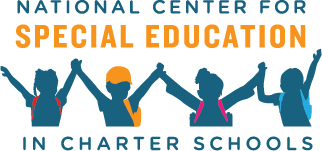 NATIONAL CENTER FOR
SPECIAL EDUCATION
IN CHARTER SCHOOLS